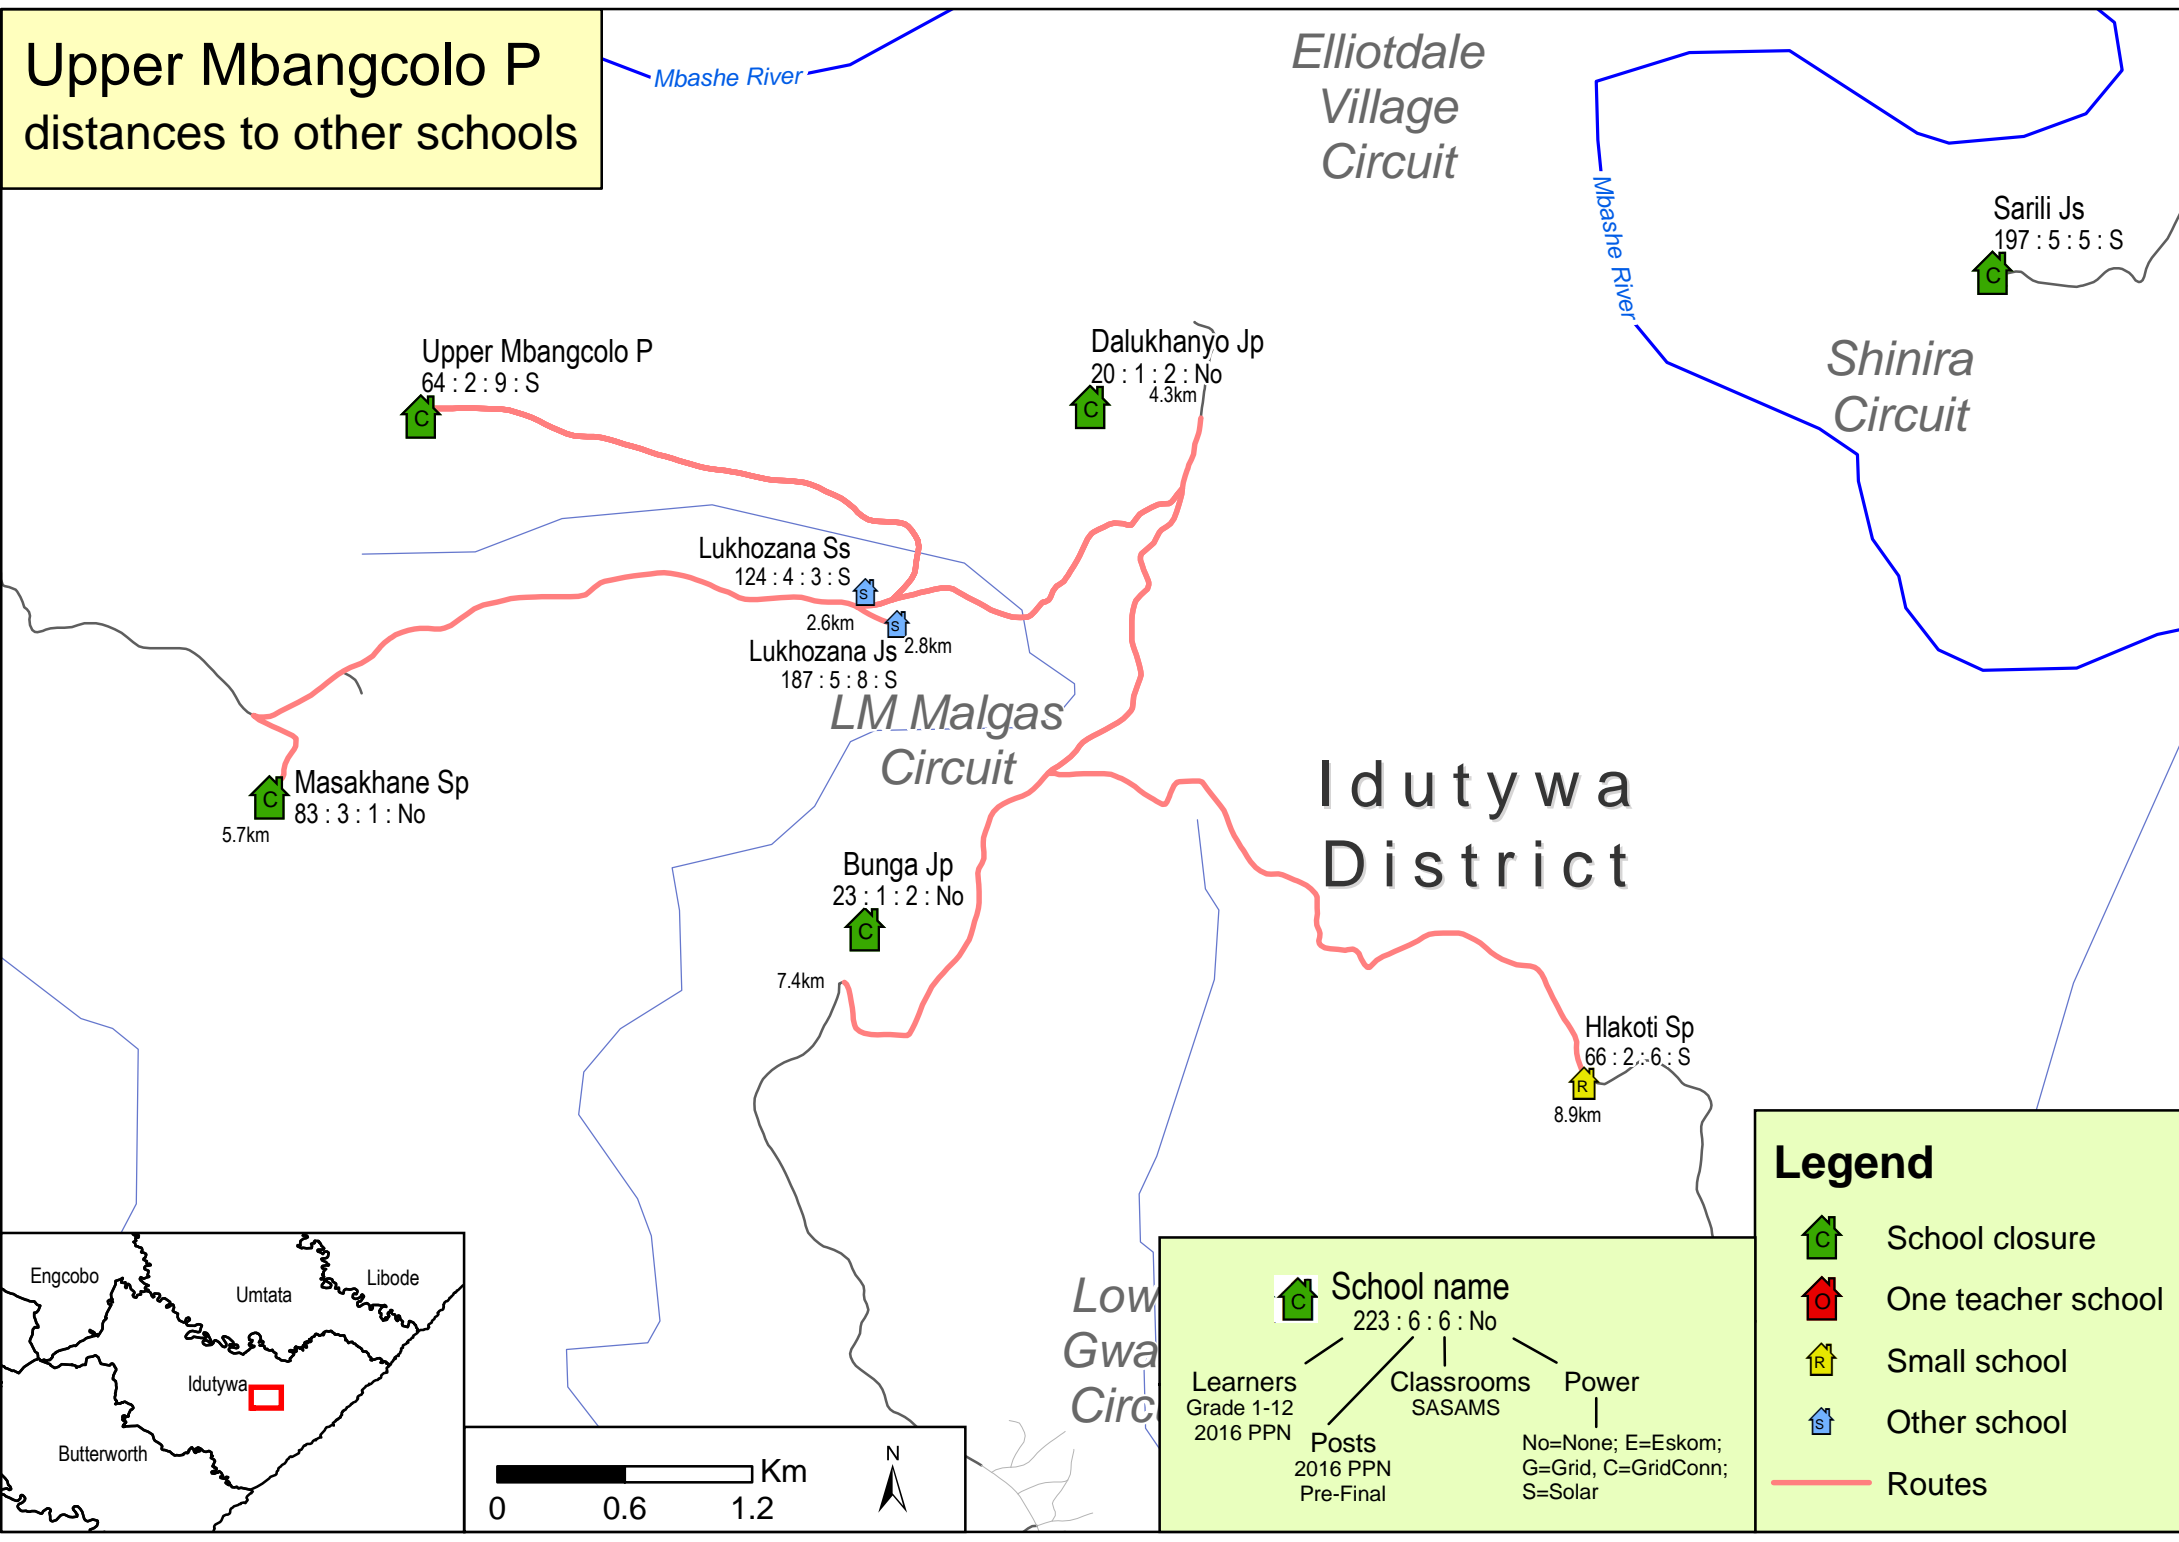 Upper Mbangcolo P
distances to other schools
Mbashe River
Elliotdale
Village
Circuit
Mbashe River
Sarili Js
197 : 5 : 5 : S
C
Shinira
Circuit
Upper Mbangcolo P
64 : 2 : 9 : S
C
Dalukhanyo Jp
20 : 1 : 2 : No
4.3km
C
Lukhozana Ss
124 : 4 : 3 : S
S
2.6km
S
2.8km
Lukhozana Js
187 : 5 : 8 : S
LM Malgas
Circuit
Masakhane Sp
83 : 3 : 1 : No
C
5.7km
Idutywa
District
Bunga Jp
23 : 1 : 2 : No
C
7.4km
Hlakoti Sp
66 : 2 : 6 : S
R
8.9km
Low
Gwa
Circ
Engcobo
Umtata
Libode
Idutywa
Butterworth
Km
0 0.6 1.2
N
C
School name
223 : 6 : 6 : No
Learners
Grade 1-12
2016 PPN
Posts
2016 PPN
Pre-Final
Classrooms
SASAMS
Power
No=None; E=Eskom;
G=Grid, C=GridConn;
S=Solar
Legend
C School closure
O One teacher school
R Small school
S Other school
Routes